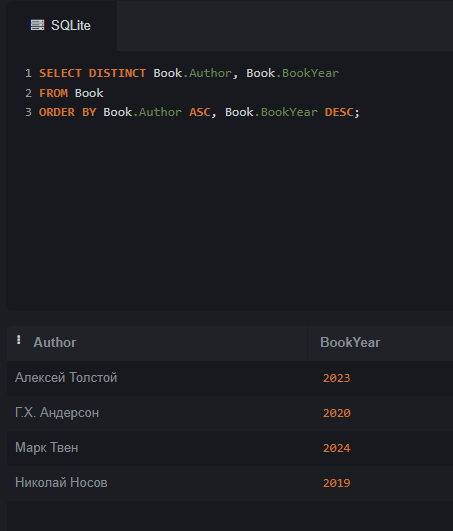 SQLite
1 SELECT DISTINCT Book.Author, Book.BookYear
2 FROM Book
3 ORDER BY Book.Author ASC, Book.BookYear DESC;
Author BookYear
Алексей Толстой 2023
Г.Х. Андерсон 2020
Марк Твен 2024
Николай Носов 2019